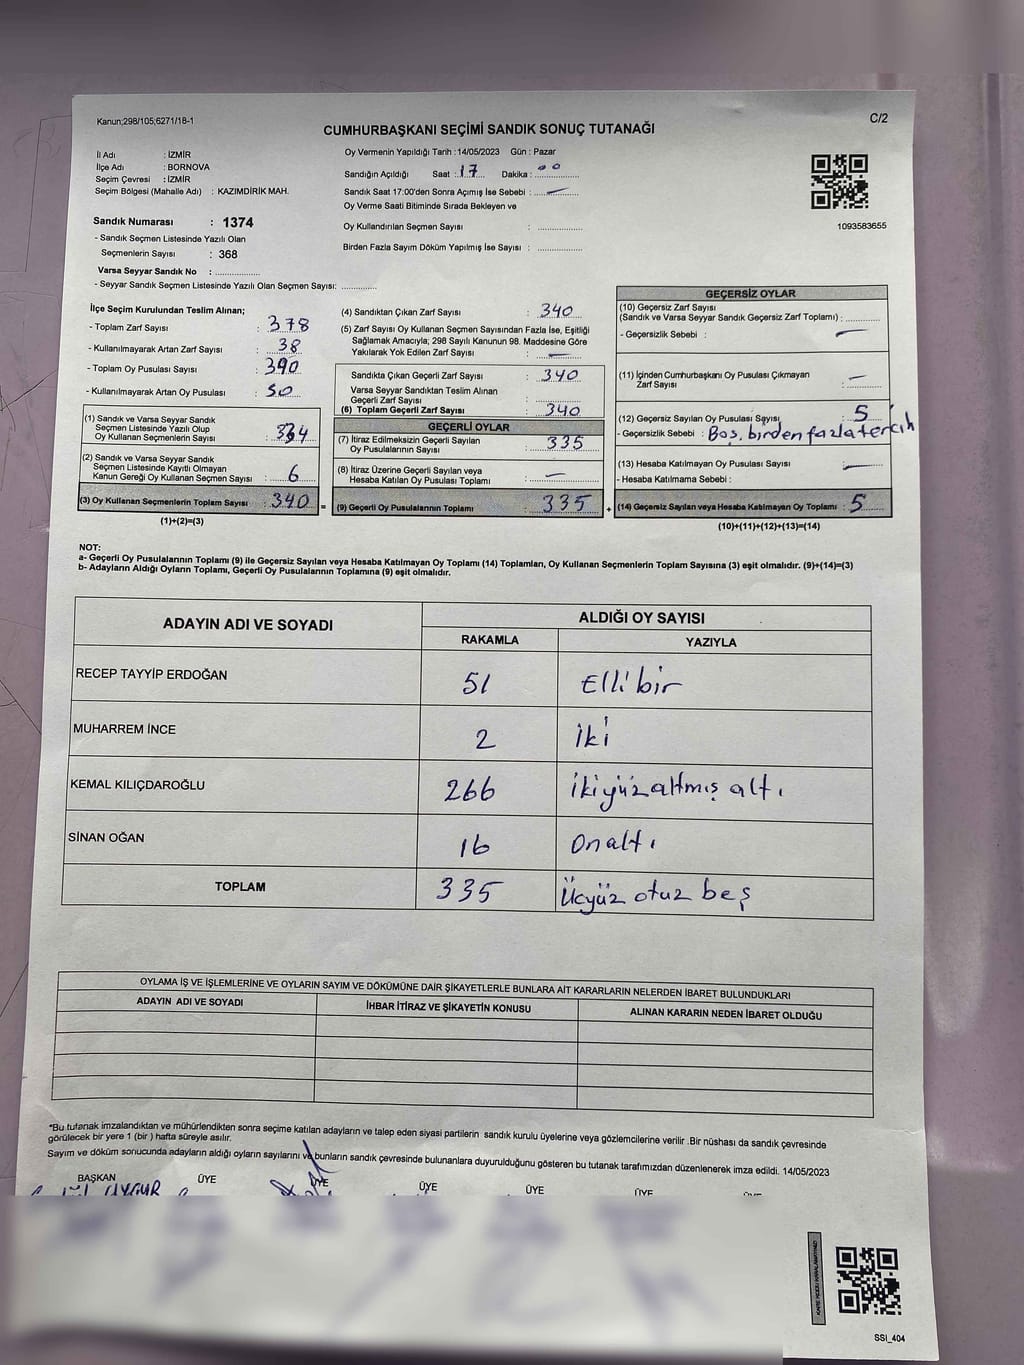 Kanun;298/105,6271/18-1
C/2
CUMHURBAŞKANI SEÇİMİ SANDIK SONUÇ TUTANAĞI
İl Adı : İZMİR
İlçe Adı : BORNOVA
Seçim Çevresi : İZMİR
Seçim Bölgesi (Mahalle Adı) : KAZIMDİRİK MAH.
Sandık Numarası : 1374
- Sandık Seçmen Listesinde Yazılı Olan
Seçmenlerin Sayısı : 368
Varsa Seyyar Sandık No :
- Seyyar Sandık Seçmen Listesinde Yazılı Olan Seçmen Sayısı:
Oy Vermenin Yapıldığı Tarih :14/05/2023 Gün : Pazar
Sandığın Açıldığı Saat : 17 Dakika : 00
Sandık Saat 17:00'den Sonra Açımış İse Sebebi : —
Oy Verme Saati Bitiminde Sırada Bekleyen ve
Oy Kullandırılan Seçmen Sayısı :
Birden Fazla Sayım Döküm Yapılmış İse Sayısı :
1093583655
İlçe Seçim Kurulundan Teslim Alınan;
- Toplam Zarf Sayısı : 378
- Kullanılmayarak Artan Zarf Sayısı : 38
- Toplam Oy Pusulası Sayısı : 390
- Kullanılmayarak Artan Oy Pusulası : 50
(1) Sandık ve Varsa Seyyar Sandık
Seçmen Listesinde Yazılı Olup
Oy Kullanan Seçmenlerin Sayısı : 334
(2) Sandık ve Varsa Seyyar Sandık
Seçmen Listesinde Kayıtlı Olmayan
Kanun Gereği Oy Kullanan Seçmen Sayısı : 6
(3) Oy Kullanan Seçmenlerin Toplam Sayısı : 340 =
(1)+(2)=(3)
(4) Sandıktan Çıkan Zarf Sayısı : 340
(5) Zarf Sayısı Oy Kullanan Seçmen Sayısından Fazla İse, Eşitliği
Sağlamak Amacıyla; 298 Sayılı Kanunun 98. Maddesine Göre
Yakılarak Yok Edilen Zarf Sayısı : —
Sandıkta Çıkan Geçerli Zarf Sayısı : 340
Varsa Seyyar Sandıktan Teslim Alınan
Geçerli Zarf Sayısı :
(6) Toplam Geçerli Zarf Sayısı : 340
GEÇERLİ OYLAR
(7) İtiraz Edilmeksizin Geçerli Sayılan
Oy Pusulalarının Sayısı : 335
(8) İtiraz Üzerine Geçerli Sayılan veya
Hesaba Katılan Oy Pusulası Toplamı : —
(9) Geçerli Oy Pusulalarının Toplamı : 335 +
GEÇERSİZ OYLAR
(10) Geçersiz Zarf Sayısı
(Sandık ve Varsa Seyyar Sandık Geçersiz Zarf Toplamı) :
- Geçersizlik Sebebi : —
(11) İçinden Cumhurbaşkanı Oy Pusulası Çıkmayan
Zarf Sayısı : —
(12) Geçersiz Sayılan Oy Pusulası Sayısı : 5
- Geçersizlik Sebebi : Boş, birden fazla tercih
(13) Hesaba Katılmayan Oy Pusulası Sayısı : —
- Hesaba Katılmama Sebebi :
(14) Geçersiz Sayılan veya Hesaba Katılmayan Oy Toplamı : 5
(10)+(11)+(12)+(13)=(14)
NOT:
a- Geçerli Oy Pusulalarının Toplamı (9) ile Geçersiz Sayılan veya Hesaba Katılmayan Oy Toplamı (14) Toplamları, Oy Kullanan Seçmenlerin Toplam Sayısına (3) eşit olmalıdır. (9)+(14)=(3)
b- Adayların Aldığı Oyların Toplamı, Geçerli Oy Pusulalarının Toplamına (9) eşit olmalıdır.
ADAYIN ADI VE SOYADI
ALDIĞI OY SAYISI
RAKAMLA YAZIYLA
RECEP TAYYİP ERDOĞAN 51 Elli bir
MUHARREM İNCE 2 İki
KEMAL KILIÇDAROĞLU 266 İkiyüzaltmış altı
SİNAN OĞAN 16 Onaltı
TOPLAM 335 Üçyüz otuz beş
OYLAMA İŞ VE İŞLEMLERİNE VE OYLARIN SAYIM VE DÖKÜMÜNE DAİR ŞİKAYETLERLE BUNLARA AİT KARARLARIN NELERDEN İBARET BULUNDUKLARI
ADAYIN ADI VE SOYADI İHBAR İTİRAZ VE ŞİKAYETİN KONUSU ALINAN KARARIN NEDEN İBARET OLDUĞU
*Bu tutanak imzalandıktan ve mühürlendikten sonra seçime katılan adayların ve talep eden siyasi partilerin sandık kurulu üyelerine veya gözlemcilerine verilir .Bir nüshası da sandık çevresinde
görülecek bir yere 1 (bir ) hafta süreyle asılır.
Sayım ve döküm sonucunda adayların aldığı oyların sayılarını ve bunların sandık çevresinde bulunanlara duyurulduğunu gösteren bu tutanak tarafımızdan düzenlenerek imza edildi. 14/05/2023
BAŞKAN ÜYE ÜYE ÜYE ÜYE ÜYE ÜYE
SSI_404